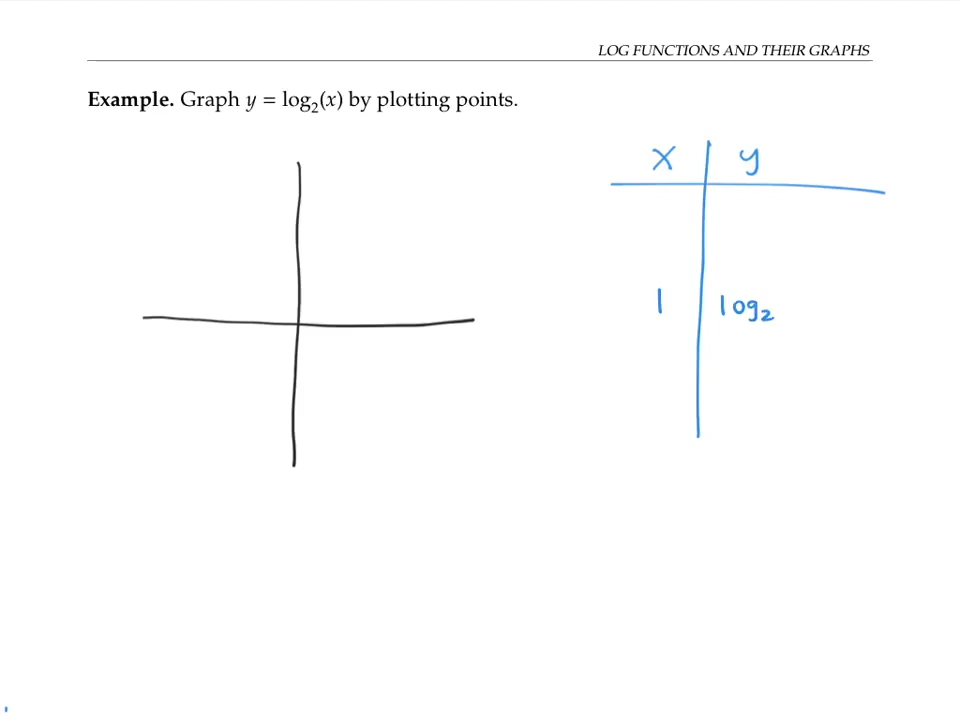 LOG FUNCTIONS AND THEIR GRAPHS
Example. Graph y = log₂(x) by plotting points.
x y
1 log₂